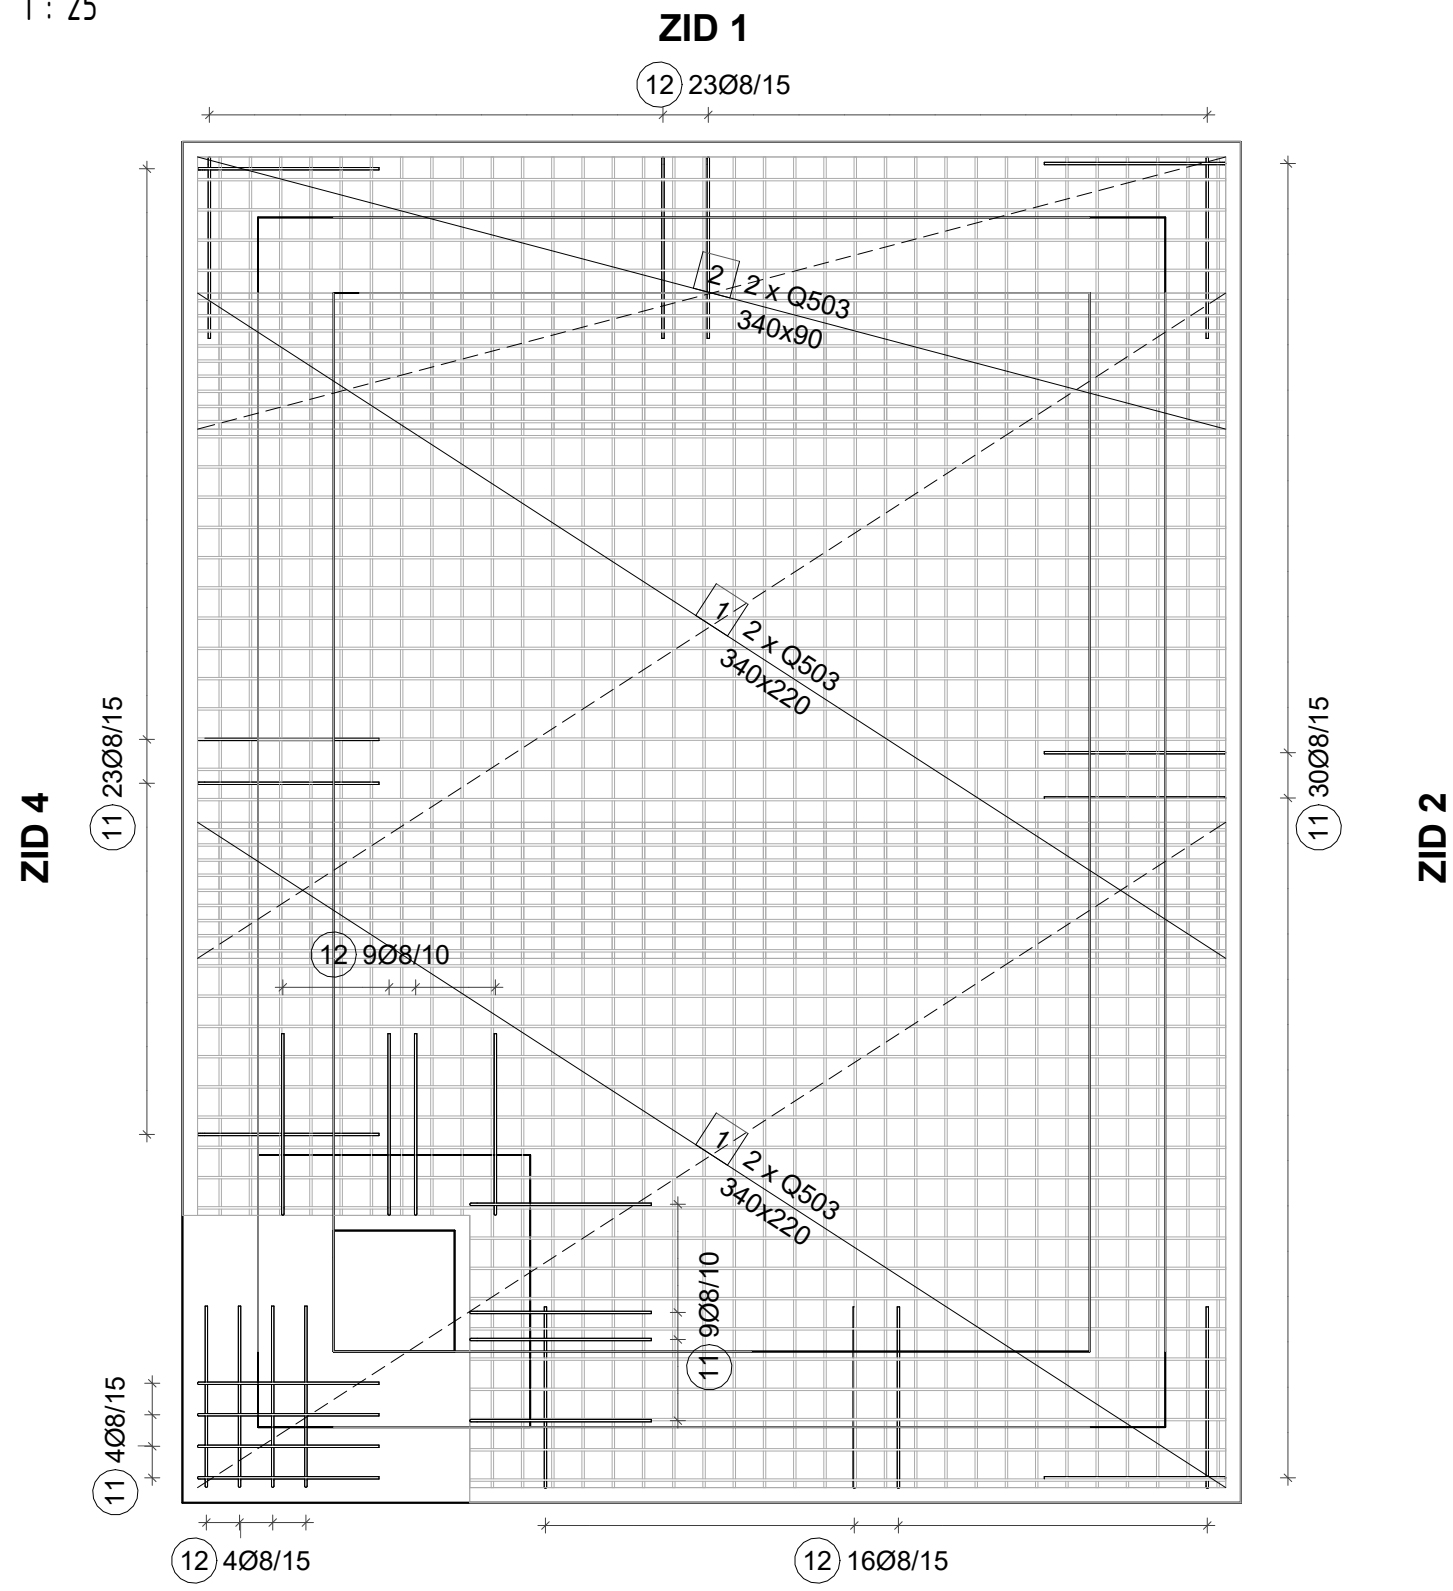 1 : 25
ZID 1
12 23Ø8/15
2 2 x Q503
340x90
1 2 x Q503
340x220
11 23Ø8/15
11 30Ø8/15
ZID 4
ZID 2
12 9Ø8/10
1 2 x Q503
340x220
11 9Ø8/10
11 4Ø8/15
12 4Ø8/15
12 16Ø8/15